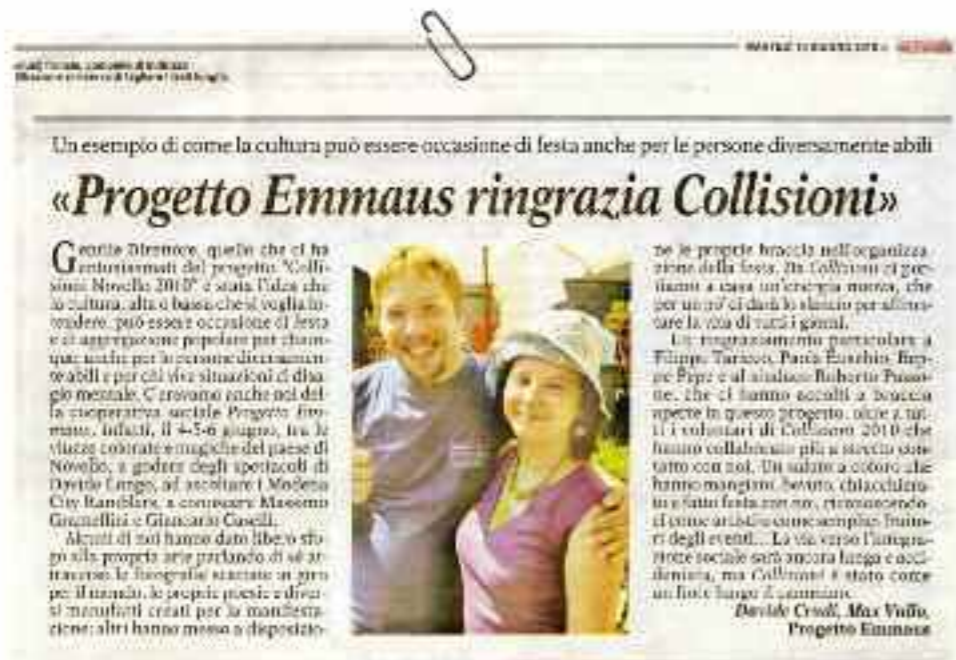 Un esempio di come la cultura può essere occasione di festa anche per le persone diversamente abili
«Progetto Emmaus ringrazia Collisioni»
Gentile Direttore, quello che ci ha
entusiasmati del progetto "Colli-
sioni Novello 2010" è stata l'idea che
la cultura, alta o bassa che si voglia in-
tendere, può essere occasione di festa
e di aggregazione popolare per chiun-
que anche per le persone diversamen-
te abili e per chi vive situazioni di disa-
gio mentale. C'eravamo anche noi del-
la cooperativa sociale Progetto Em-
maus, infatti, il 4-5-6 giugno, tra le
viuzze colorate e magiche del paese di
Novello, a godere degli spettacoli di
Davide Longo, ad ascoltare i Modena
City Ramblers, a conoscere Massimo
Gramellini e Giancarlo Caselli.
Alcuni di noi hanno dato libero sfo-
go alla propria arte parlando di sé at-
traverso le fotografie scattate in giro
per il mondo, le proprie poesie e diver-
si manufatti creati per la manifesta-
zione; altri hanno messo a disposizio-
ne le proprie braccia nell'organizza-
zione della festa. Da Collisioni ci por-
tiamo a casa un'energia nuova, che
per un po' ci darà lo slancio per affron-
tare la vita di tutti i giorni.
Un ringraziamento particolare a
Filippo Taricco, Paola Eusebio, Bep-
pe Pepe e al sindaco Roberto
che ci hanno accolti a braccia
aperte in questo progetto, oltre a tut-
ti i volontari di Collisioni 2010 che
hanno collaborato più a stretto con-
tatto con noi. Un saluto a coloro che
hanno mangiato, bevuto, chiacchiera-
to e fatto festa con noi, riconoscendo-
ci come artisti o come semplici fruito-
ri degli eventi... La via verso l'integra-
zione sociale sarà ancora lunga e acci-
dentata, ma Collisioni è stato come
un fiore lungo il cammino.
Davide Max Vullo,
Progetto Emmaus